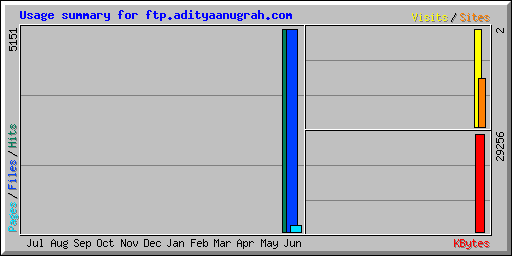 Usage summary for ftp.adityaanugrah.com
Visits / Sites
5151
2
Pages / Files / Hits
29256
Jul Aug Sep Oct Nov Dec Jan Feb Mar Apr May Jun
KBytes